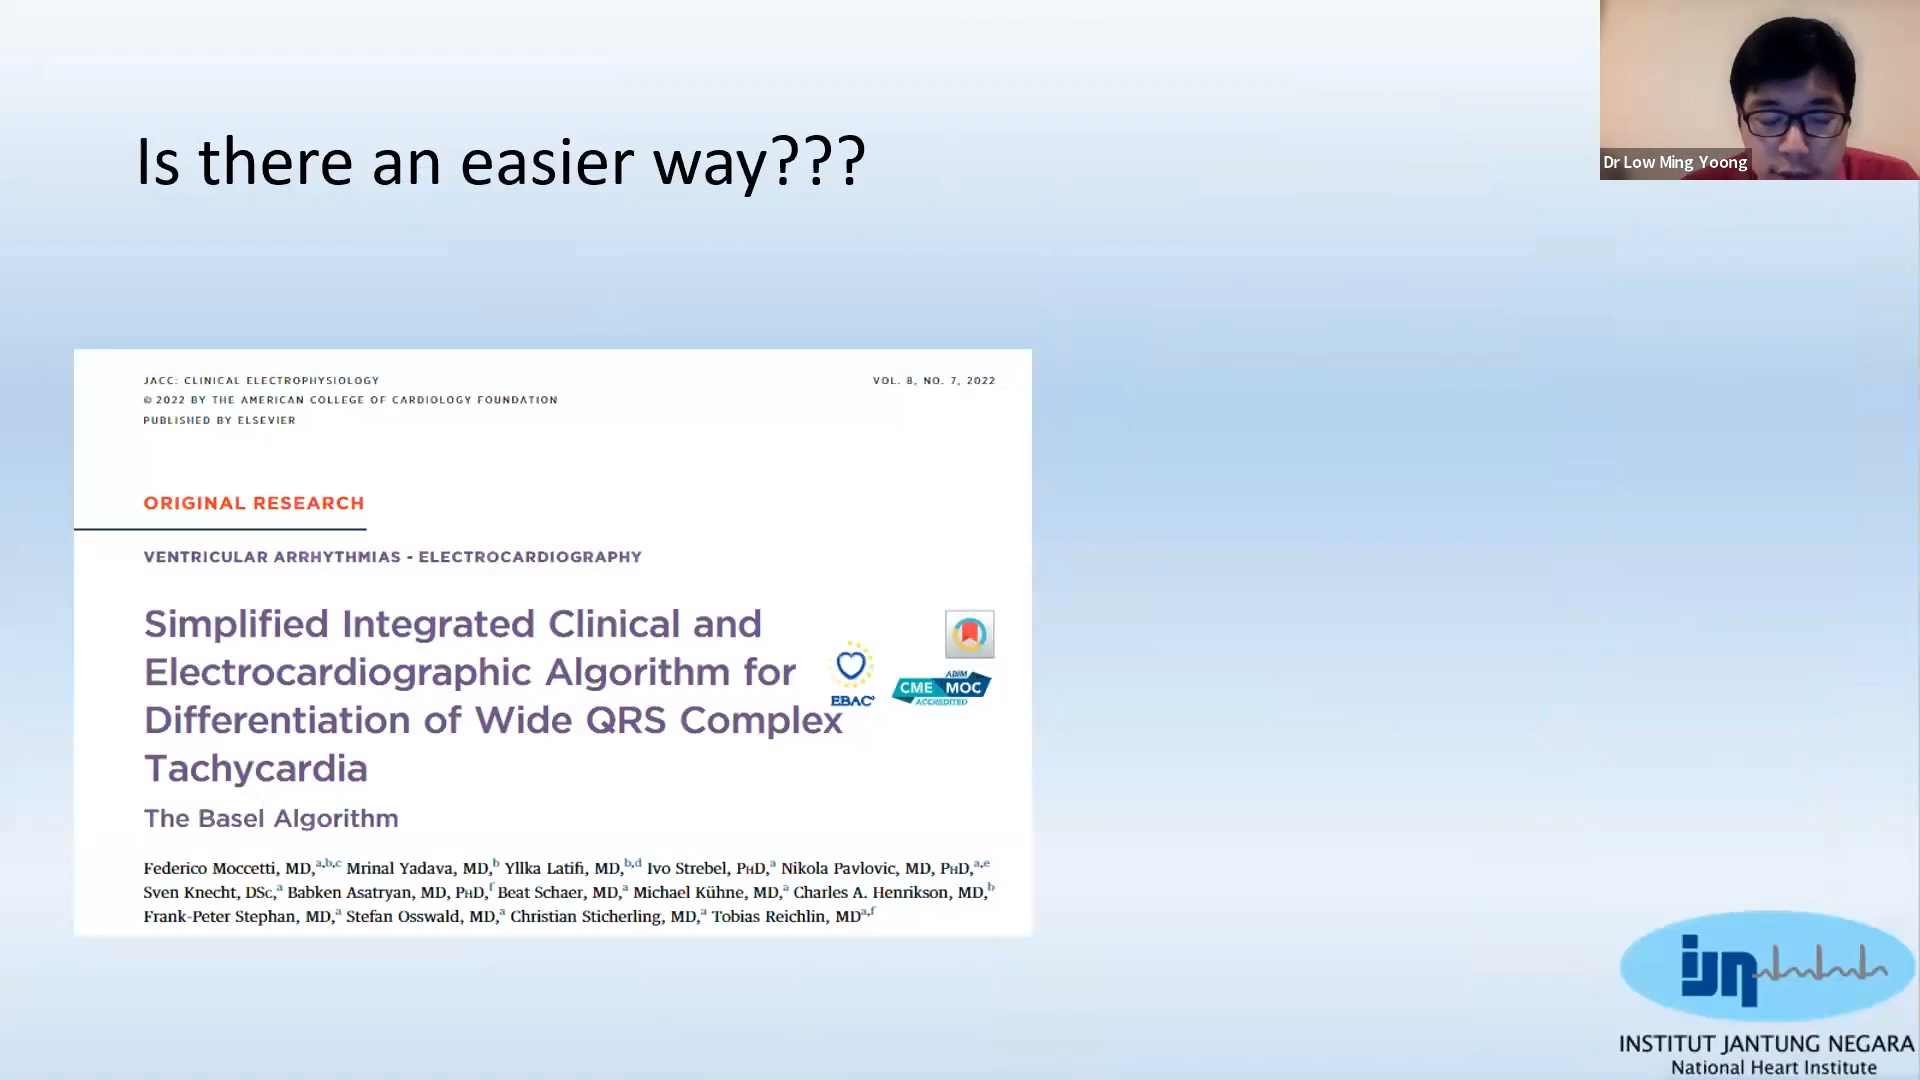 Is there an easier way???
Dr Low Ming Yoong
JACC: CLINICAL ELECTROPHYSIOLOGY
VOL. 8, NO. 7, 2022
© 2022 BY THE AMERICAN COLLEGE OF CARDIOLOGY FOUNDATION
PUBLISHED BY ELSEVIER
ORIGINAL RESEARCH
VENTRICULAR ARRHYTHMIAS - ELECTROCARDIOGRAPHY
Simplified Integrated Clinical and
Electrocardiographic Algorithm for
Differentiation of Wide QRS Complex
Tachycardia
EBAC®
ABIM
CME MOC
ACCREDITED
The Basel Algorithm
Federico Moccetti, MD,a,b,c Mrinal Yadava, MD,b Yllka Latifi, MD,b,d Ivo Strebel, PHD,a Nikola Pavlovic, MD, PHD,a,e
Sven Knecht, DSC,a Babken Asatryan, MD, PHD,f Beat Schaer, MD,a Michael Kühne, MD,a Charles A. Henrikson, MD,b
Frank-Peter Stephan, MD,a Stefan Osswald, MD,a Christian Sticherling, MD,a Tobias Reichlin, MDa,f
ijn
INSTITUT JANTUNG NEGARA
National Heart Institute